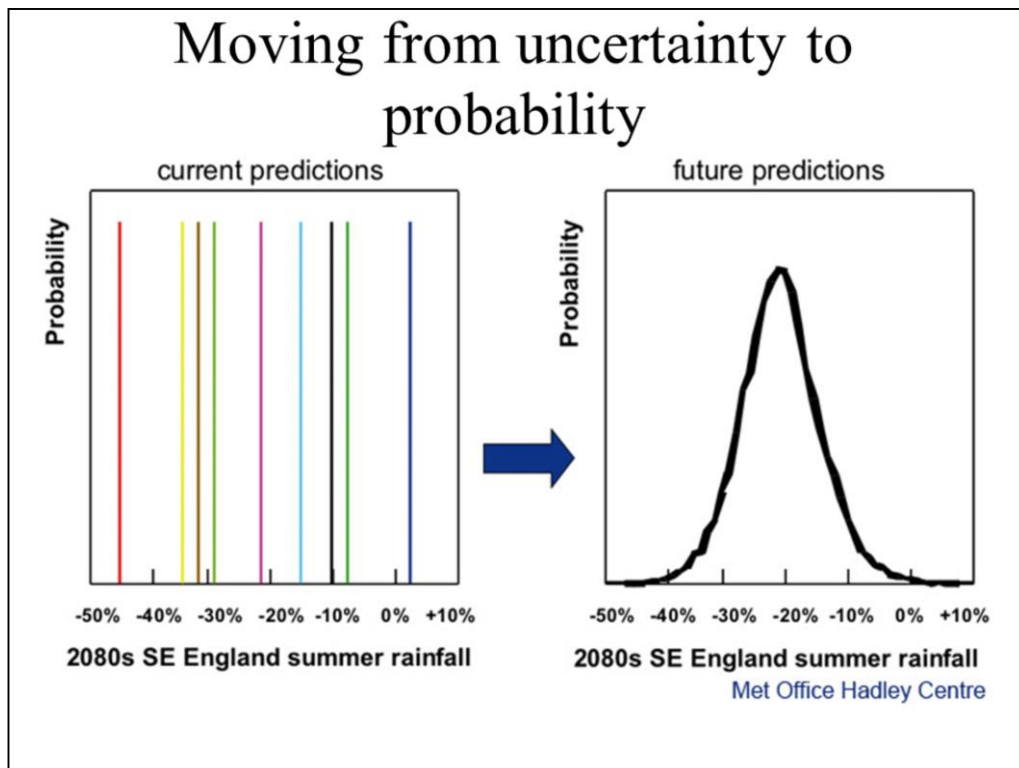 Moving from uncertainty to
probability
current predictions
Probability
-50% -40% -30% -20% -10% 0% +10%
2080s SE England summer rainfall
future predictions
Probability
-50% -40% -30% -20% -10% 0% +10%
2080s SE England summer rainfall
Met Office Hadley Centre